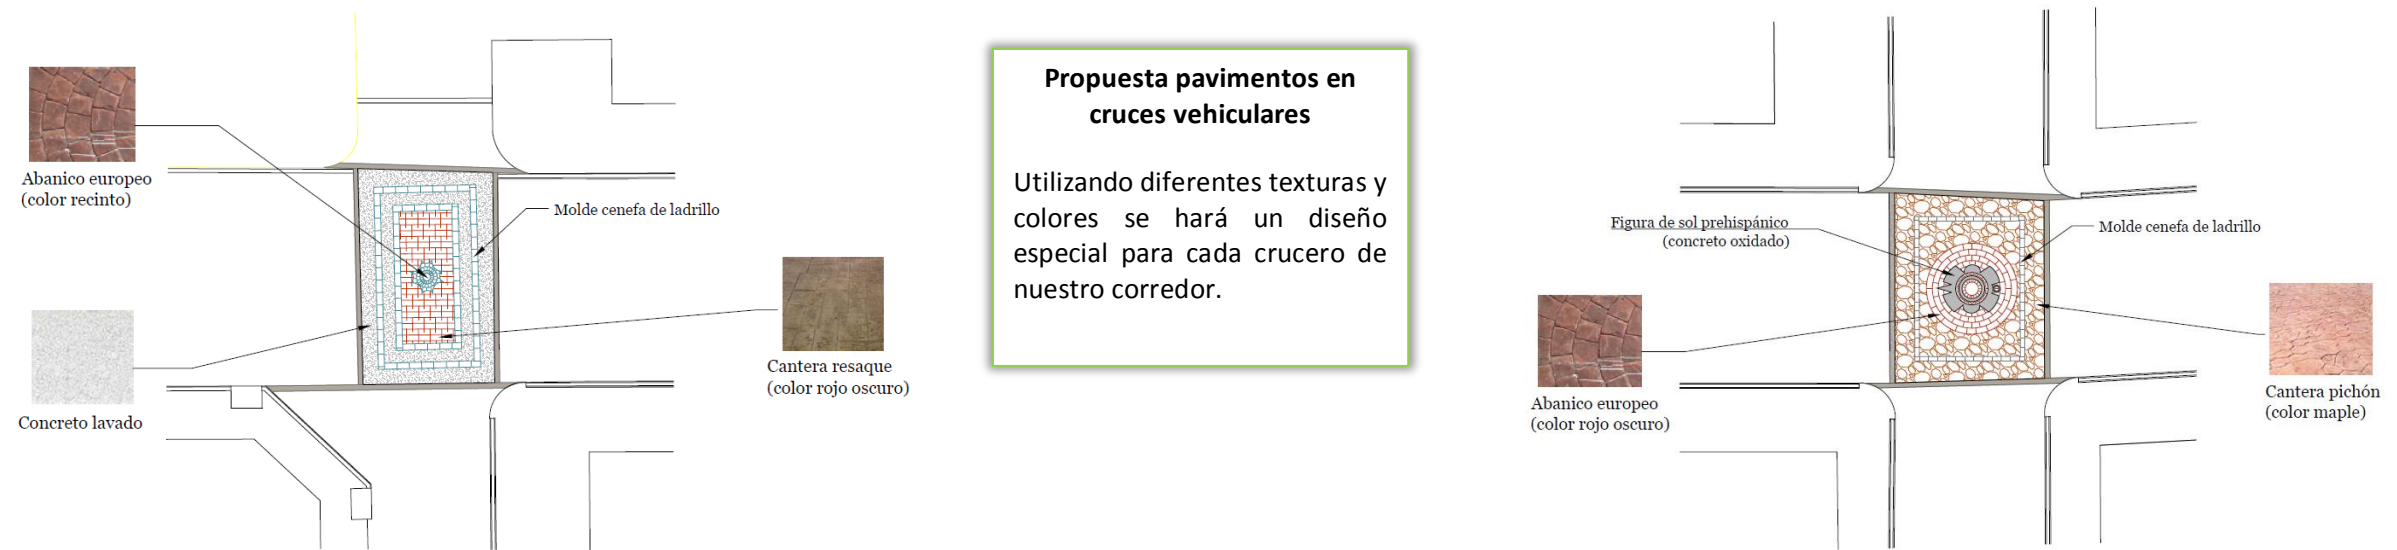 Abanico europeo
(color recinto)
Molde cenefa de ladrillo
Cantera resaque
(color rojo oscuro)
Concreto lavado
Propuesta pavimentos en
cruces vehiculares
Utilizando diferentes texturas y
colores se hará un diseño
especial para cada crucero de
nuestro corredor.
Figura de sol prehispánico
(concreto oxidado)
Molde cenefa de ladrillo
Abanico europeo
(color rojo oscuro)
Cantera pichón
(color maple)